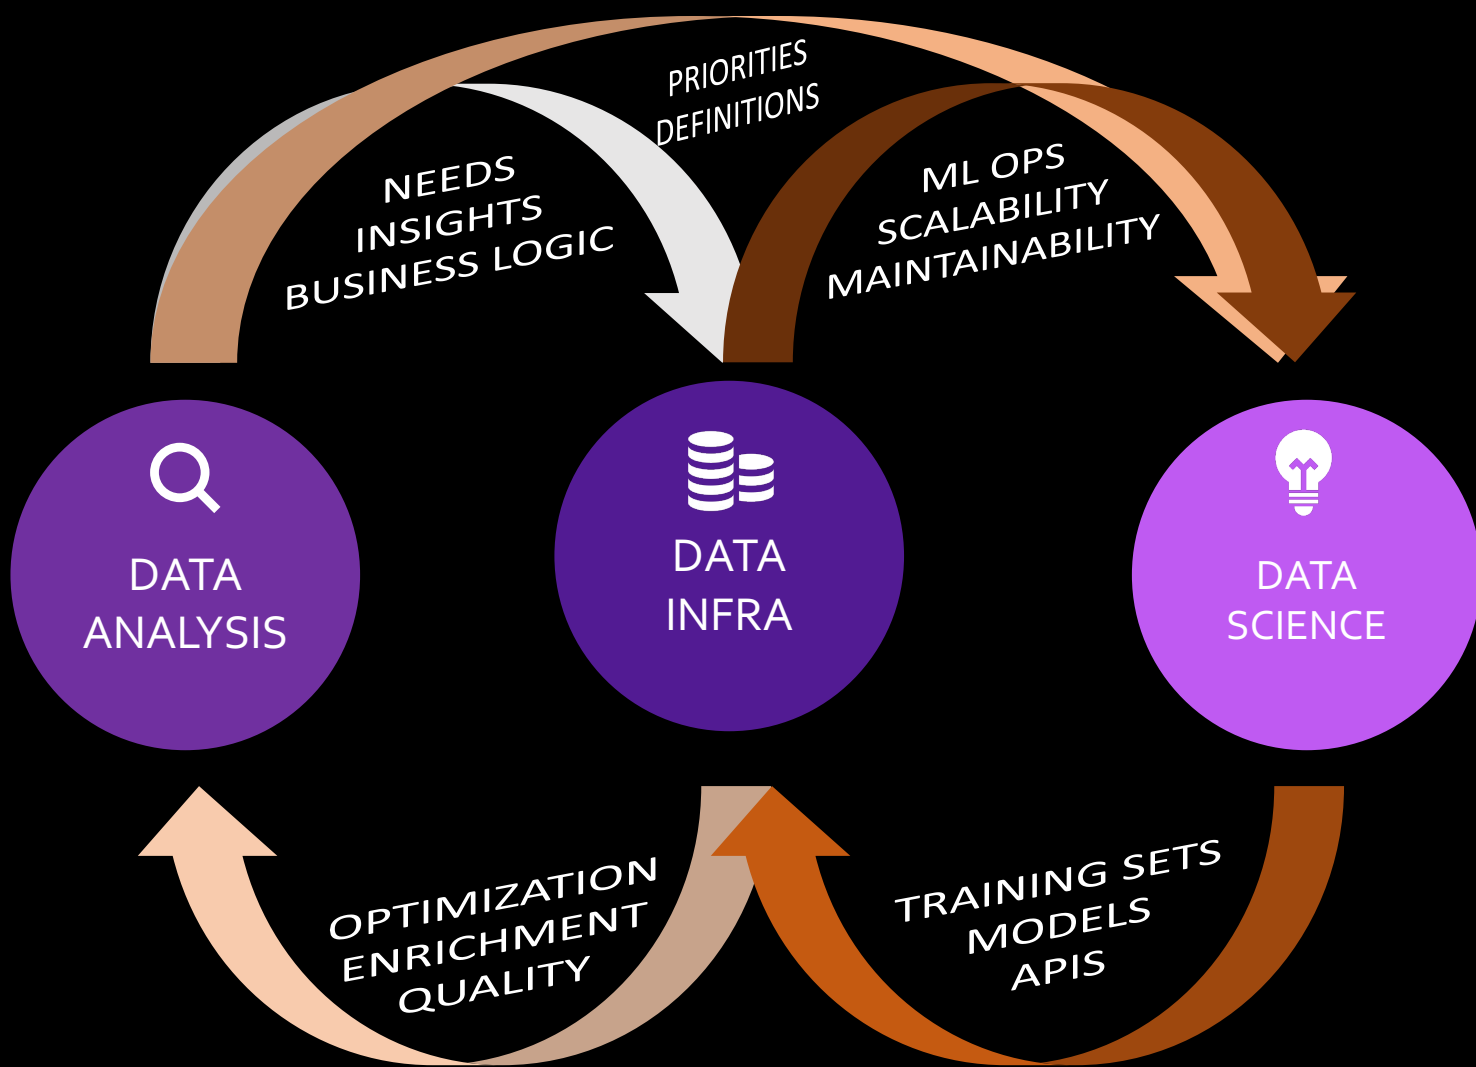 PRIORITIES
DEFINITIONS
NEEDS
INSIGHTS
BUSINESS LOGIC
ML OPS
SCALABILITY
MAINTAINABILITY
DATA
ANALYSIS
DATA
INFRA
DATA
SCIENCE
OPTIMIZATION
ENRICHMENT
QUALITY
TRAINING SETS
MODELS
APIS